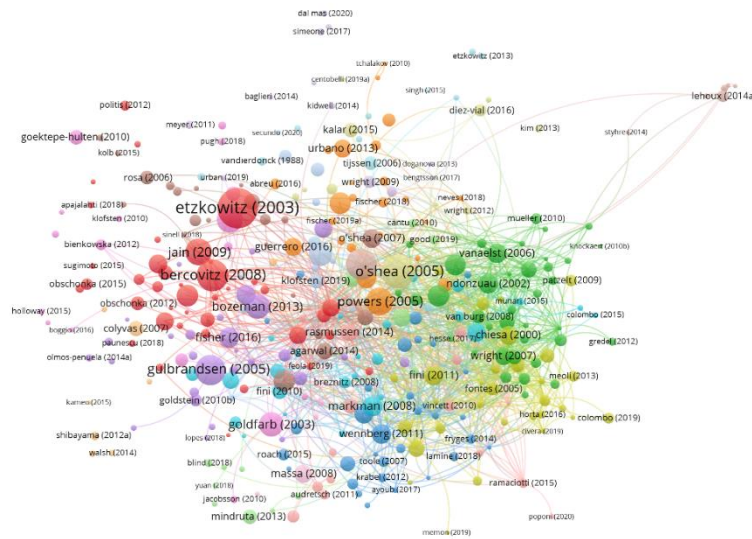 dal mas (2020)
simeone (2017)
etzkowitz (2013)
tchalakov (2010)
centobelli (2019a)
singh (2015)
baglieri (2014)
kidwell (2014)
diez-vial (2016)
lehoux (2014a)
politis (2012)
goektepe-hulten (2010)
meyer (2011)
pugh (2018)
secundo (2020)
kalar (2015)
urbano (2013)
kim (2013)
styhre (2014)
kolb (2015)
vanderdonck (1988)
tijssen (2006)
deganova (2013)
bengtsson (2017)
rosa (2006)
urban (2019)
abreu (2016)
wright (2009)
apajalahti (2018)
etzkowitz (2003)
fischer (2018)
neves (2018)
wright (2012)
klofsten (2010)
fischer (2019a)
cantu (2010)
mueller (2010)
sinell (2018)
bienkowska (2012)
guerrero (2016)
o'shea (2007)
good (2019)
vanaelst (2006)
knockaert (2010b)
jain (2009)
sugimoto (2015)
bercovitz (2008)
klofsten (2019)
o'shea (2005)
ndonzuau (2002)
patzelt (2009)
obschonka (2015)
obschonka (2012)
bozeman (2013)
powers (2005)
munari (2015)
holloway (2015)
van burg (2008)
colombo (2015)
boggio (2016)
colyvas (2007)
rasmussen (2014)
chiesa (2000)
paunescu (2018)
fisher (2016)
hesse (2017)
gredel (2012)
olmos-penuela (2014a)
agarwal (2014)
wright (2007)
gulbrandsen (2005)
feola (2019)
breznitz (2008)
fini (2011)
meoli (2013)
kameo (2015)
goldstein (2010b)
fini (2010)
fontes (2005)
markman (2008)
vincett (2010)
horta (2016)
colombo (2019)
shibayama (2012a)
lopes (2018)
goldfarb (2003)
wennberg (2011)
rivera (2019)
walsh (2014)
fryges (2014)
blind (2018)
roach (2015)
toole (2007)
lamine (2018)
yuan (2018)
massa (2008)
krabel (2012)
jacobsson (2010)
audretsch (2011)
ayoub (2017)
ramaciotti (2015)
mindruta (2013)
poponi (2020)
memon (2019)